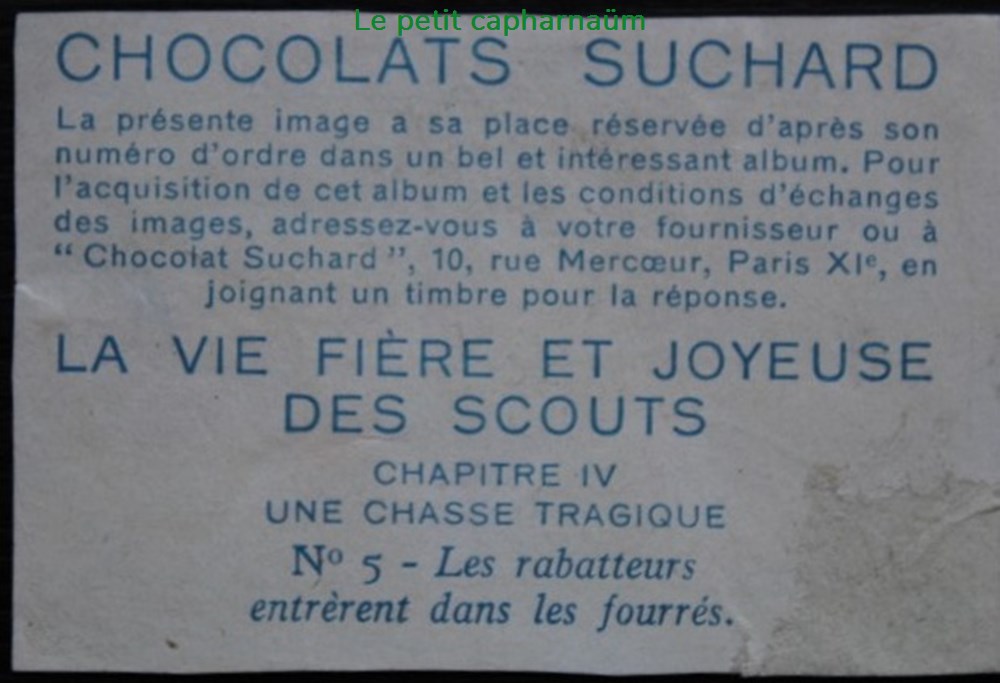 Le petit capharnaüm
CHOCOLATS SUCHARD
La présente image a sa place réservée d'après son
numéro d'ordre dans un bel et intéressant album. Pour
l'acquisition de cet album et les conditions d'échanges
des images, adressez-vous à votre fournisseur ou à
“ Chocolat Suchard ”, 10, rue Mercœur, Paris XIe, en
joignant un timbre pour la réponse.
LA VIE FIÈRE ET JOYEUSE
DES SCOUTS
CHAPITRE IV
UNE CHASSE TRAGIQUE
Nº 5 - Les rabatteurs
entrèrent dans les fourrés.